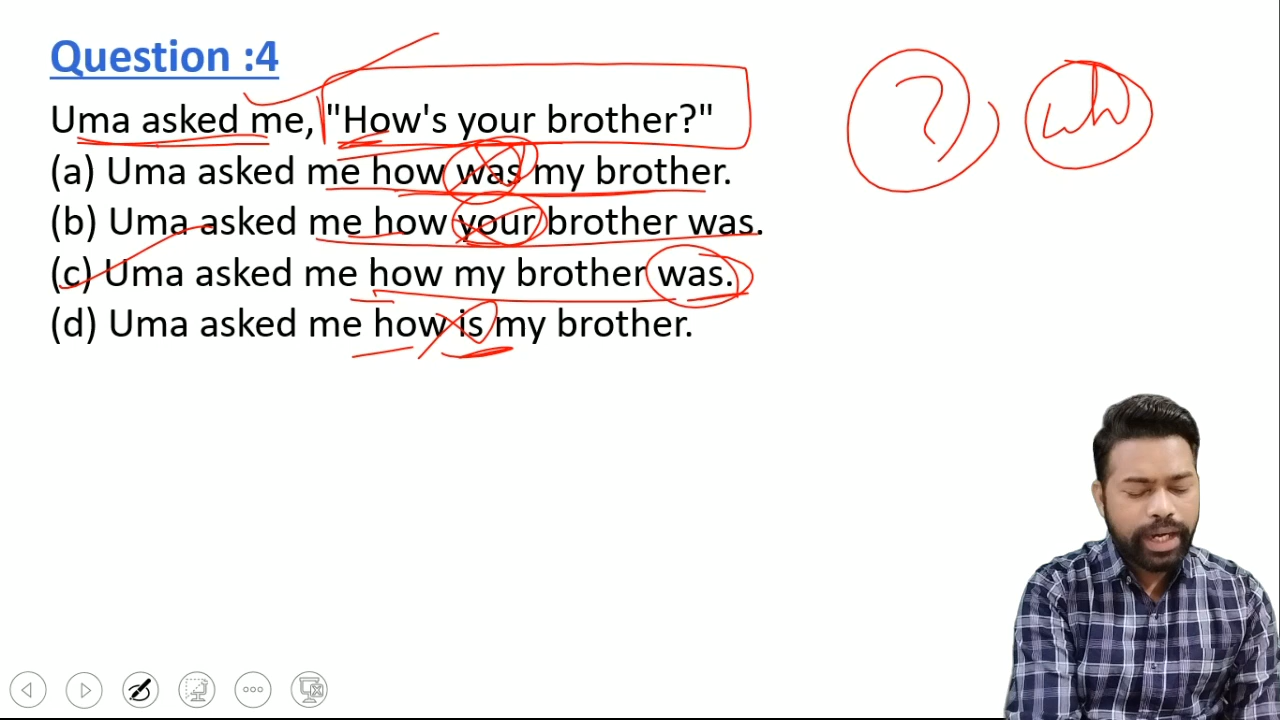 Question :4
Uma asked me, "How's your brother?"
(a) Uma asked me how was my brother.
(b) Uma asked me how your brother was.
(c) Uma asked me how my brother was.
(d) Uma asked me how is my brother.
? wh